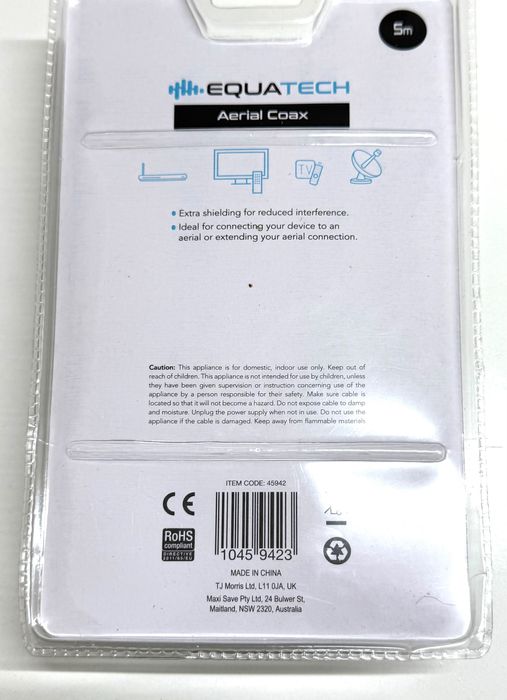 5m
EQUATECH
Aerial Coax
TV
• Extra shielding for reduced interference.
• Ideal for connecting your device to an
aerial or extending your aerial connection.
Caution: This appliance is for domestic, indoor use only. Keep out of
reach of children. This appliance is not intended for use by children, unless
they have been given supervision or instruction concerning use of the
appliance by a person responsible for their safety. Make sure cable is
located so that it will not become a hazard. Do not expose cable to damp
and moisture. Unplug the power supply when not in use. Do not use the
appliance if the cable is damaged. Keep away from flammable materials
ITEM CODE: 45942
CE
RoHS
compliant
DIRECTIVE
2011/65/EU
1045 9423
MADE IN CHINA
TJ Morris Ltd, L11 0JA, UK
Maxi Save Pty Ltd, 24 Bulwer St,
Maitland, NSW 2320, Australia